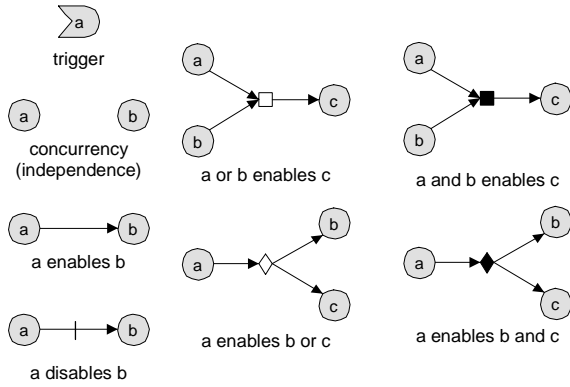 a
trigger
a b
concurrency
(independence)
a enables b
a b
a disables b
a b
a
b
c
a or b enables c
a
b
c
a enables b or c
a
b
c
a and b enables c
a
b
c
a enables b and c